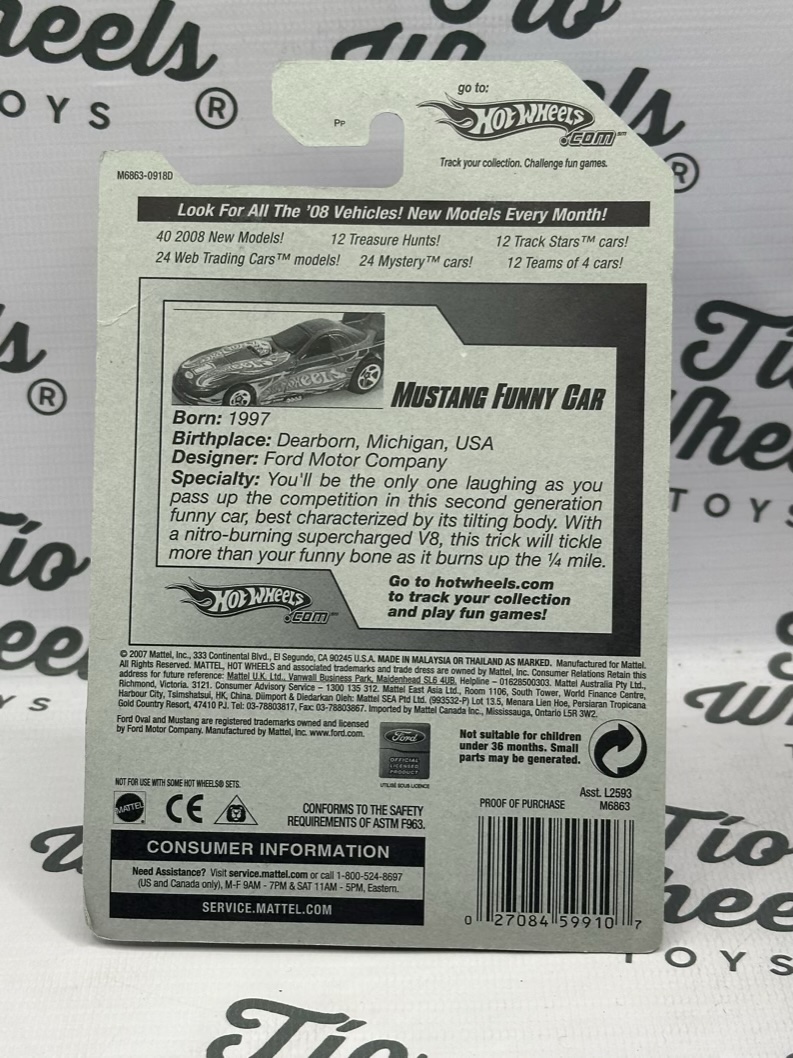 heels
TOYS ®
Tío
Wheels
®
go to:
HOT WHEELS
.COM℠
Track your collection. Challenge fun games.
PP
M6863-0918D
Look For All The '08 Vehicles! New Models Every Month!
40 2008 New Models! 12 Treasure Hunts! 12 Track Stars™ cars!
24 Web Trading Cars™ models! 24 Mystery™ cars! 12 Teams of 4 cars!
MUSTANG FUNNY CAR
Born: 1997
Birthplace: Dearborn, Michigan, USA
Designer: Ford Motor Company
Specialty: You'll be the only one laughing as you
pass up the competition in this second generation
funny car, best characterized by its tilting body. With
a nitro-burning supercharged V8, this trick will tickle
more than your funny bone as it burns up the ¼ mile.
HOT WHEELS
.COM
Go to hotwheels.com
to track your collection
and play fun games!
© 2007 Mattel, Inc., 333 Continental Blvd., El Segundo, CA 90245 U.S.A. MADE IN MALAYSIA OR THAILAND AS MARKED. Manufactured for Mattel.
All Rights Reserved. MATTEL, HOT WHEELS and associated trademarks and trade dress are owned by Mattel, Inc. Consumer Relations Retain this
address for future reference: Mattel U.K. Ltd., Vanwall Business Park, Maidenhead SL6 4UB. Helpline – 01628500303. Mattel Australia Pty Ltd.,
Richmond, Victoria. 3121. Consumer Advisory Service – 1300 135 312. Mattel East Asia Ltd., Room 1106, South Tower, World Finance Centre,
Harbour City, Tsimshatsui, HK, China. Diimport & Diedarkan Oleh: Mattel SEA Ptd Ltd. (993532-P) Lot 13.5, Menara Lien Hoe, Persiaran Tropicana
Gold Country Resort, 47410 PJ. Tel: 03-78803817, Fax: 03-78803867. Imported by Mattel Canada Inc., Mississauga, Ontario L5R 3W2.
Ford Oval and Mustang are registered trademarks owned and licensed
by Ford Motor Company. Manufactured by Mattel, Inc. www.ford.com.
Ford
OFFICIAL
LICENSED
PRODUCT
UTILISÉ SOUS LICENCE
Not suitable for children
under 36 months. Small
parts may be generated.
Asst. L2593
PROOF OF PURCHASE M6863
NOT FOR USE WITH SOME HOT WHEELS® SETS.
MATTEL
CE
CONFORMS TO THE SAFETY
REQUIREMENTS OF ASTM F963.
CONSUMER INFORMATION
Need Assistance? Visit service.mattel.com or call 1-800-524-8697
(US and Canada only), M-F 9AM - 7PM & SAT 11AM - 5PM, Eastern.
SERVICE.MATTEL.COM
0 27084 59910 7
TOYS
Tío